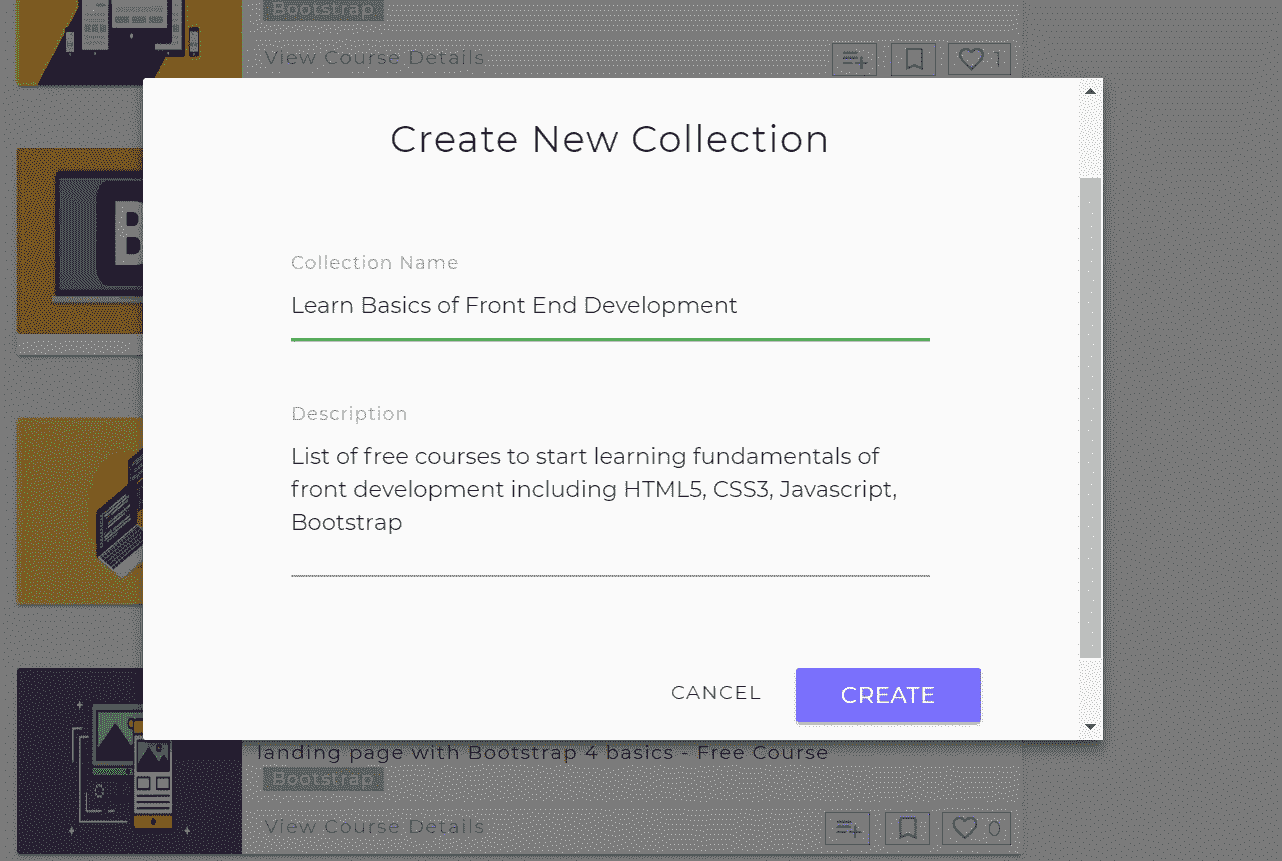 Bootstrap
View Course Details
1
Create New Collection
B
Collection Name
Learn Basics of Front End Development
Description
List of free courses to start learning fundamentals of
front development including HTML5, CSS3, Javascript,
Bootstrap
CANCEL
CREATE
landing page with Bootstrap 4 basics - Free Course
Bootstrap
View Course Details
0